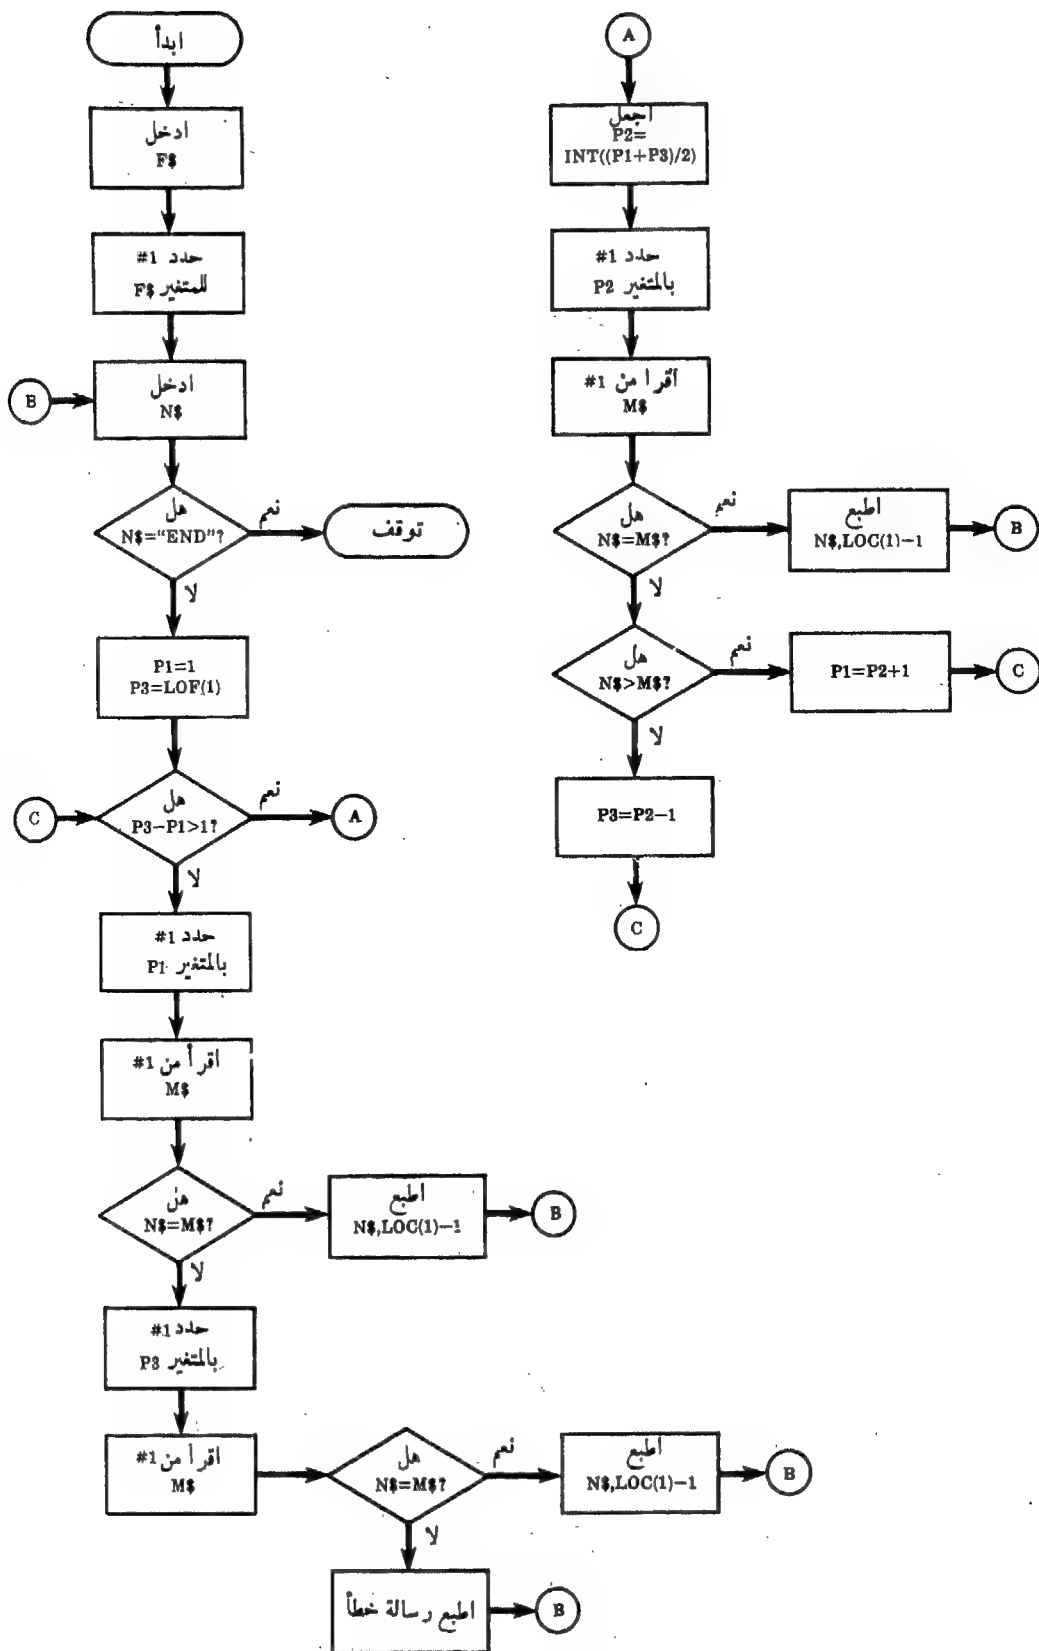 ابدأ
ادخل
F$
حدد #1
للمتغير F$
B
ادخل
N$
هل
N$="END"?
نعم
توقف
لا
P1=1
P3=LOF(1)
C
هل
P3-P1>1?
نعم
A
لا
حدد #1
بالمتغير P1
اقرأ من #1
M$
هل
N$=M$?
نعم
اطبع
N$,LOC(1)-1
B
لا
حدد #1
بالمتغير P3
اقرأ من #1
M$
هل
N$=M$?
نعم
اطبع
N$,LOC(1)-1
B
لا
اطبع رسالة خطأ
B
A
اجعل
P2=
INT((P1+P3)/2)
حدد #1
بالمتغير P2
اقرأ من #1
M$
هل
N$=M$?
نعم
اطبع
N$,LOC(1)-1
B
لا
هل
N$>M$?
نعم
P1=P2+1
C
لا
P3=P2-1
C